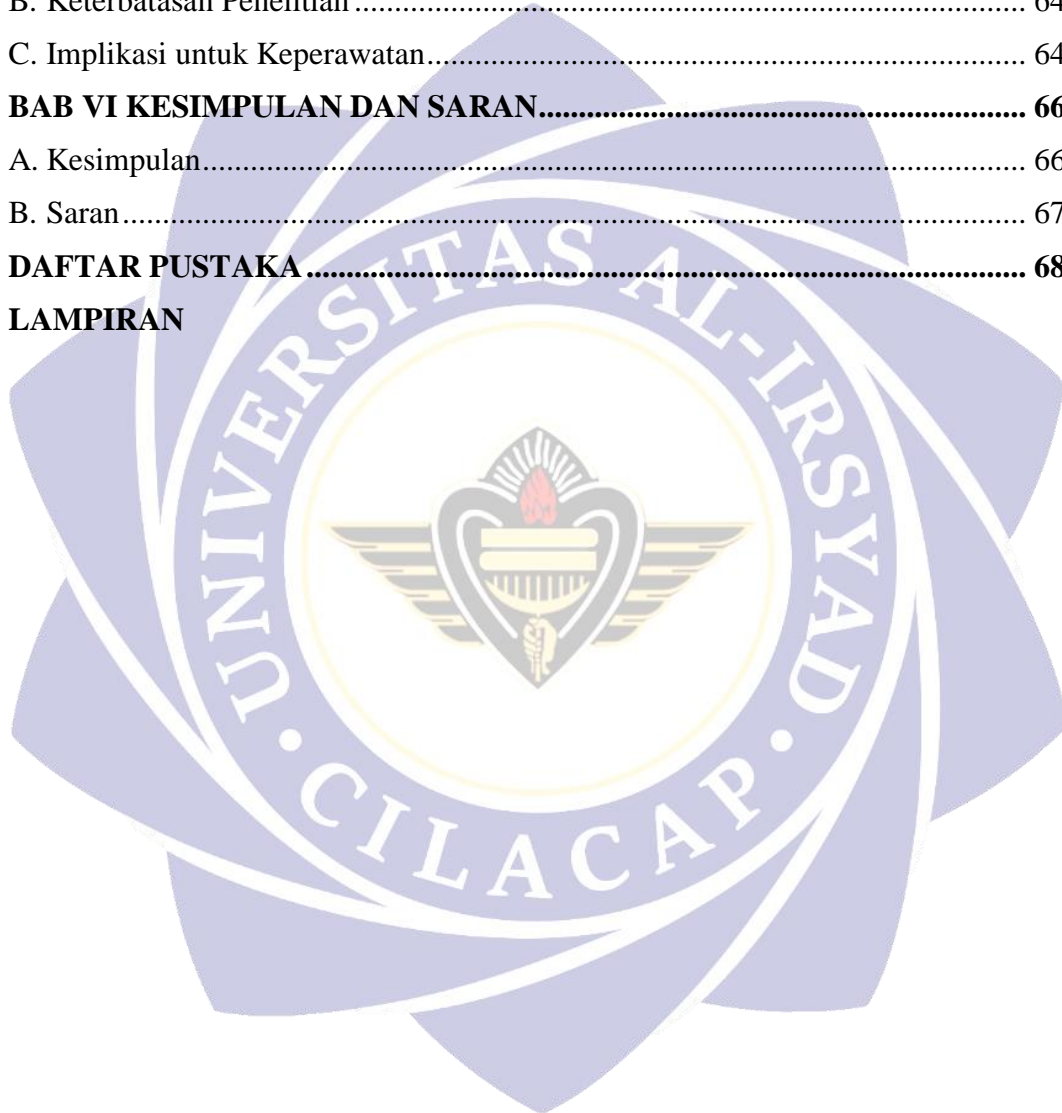 B. Keterbatasan Penelitian ........................................................................................ 64
C. Implikasi untuk Keperawatan........................................................................... 64
BAB VI KESIMPULAN DAN SARAN............................................................. 66
A. Kesimpulan....................................................................................................... 66
B. Saran................................................................................................................. 67
DAFTAR PUSTAKA .......................................................................................... 68
LAMPIRAN
UNIVERSITAS AL-IRSYAD
• CILACAP •